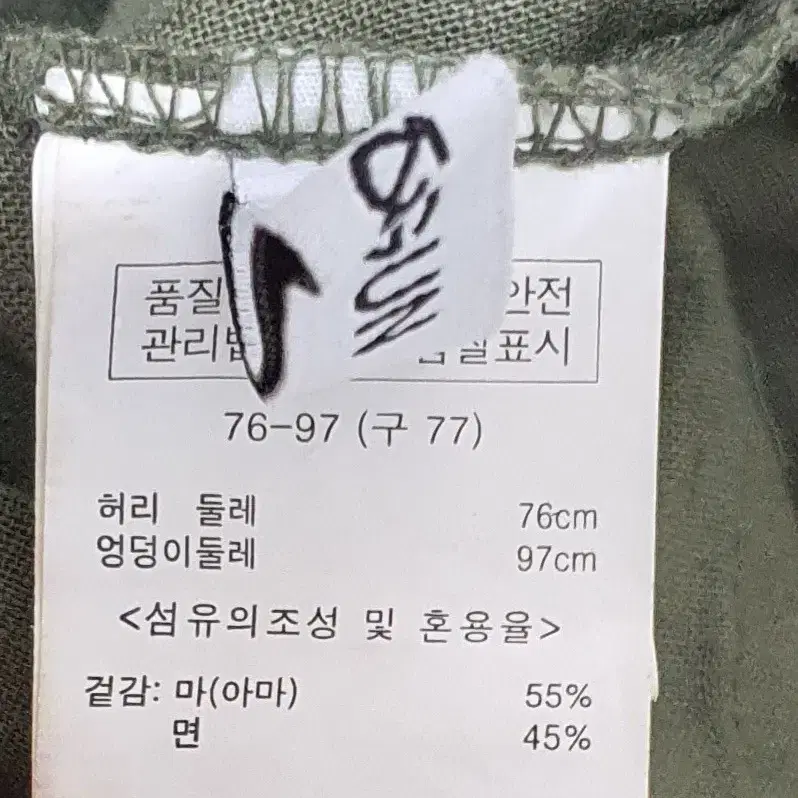 품질 안전
관리법 품질표시
76-97 (구 77)
허리 둘레 76cm
엉덩이둘레 97cm
<섬유의조성 및 혼용율>
겉감: 마(아마) 55%
면 45%